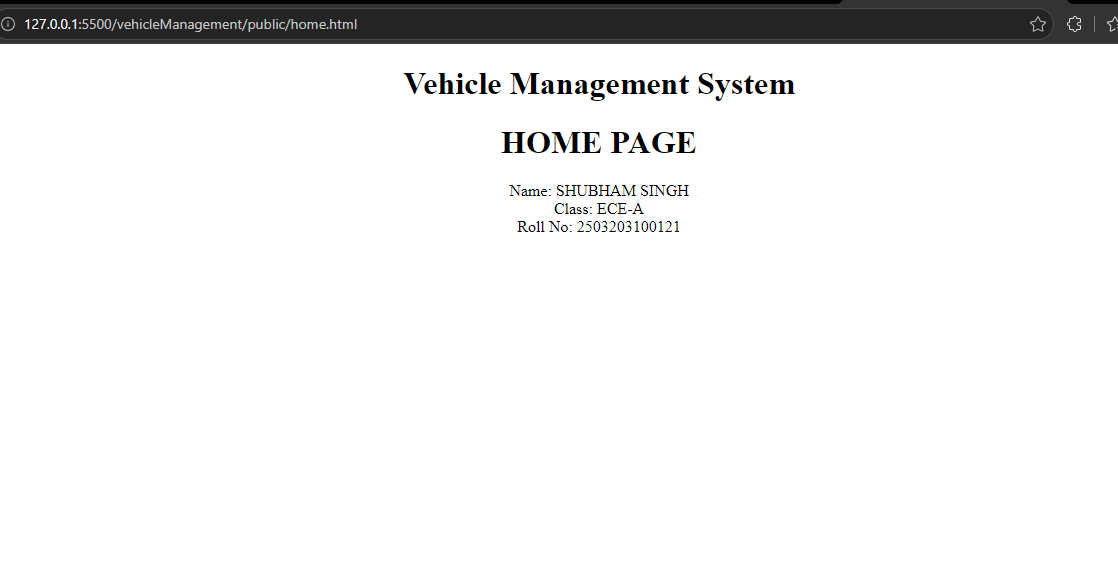 127.0.0.1:5500/vehicleManagement/public/home.html
Vehicle Management System
HOME PAGE
Name: SHUBHAM SINGH
Class: ECE-A
Roll No: 2503203100121